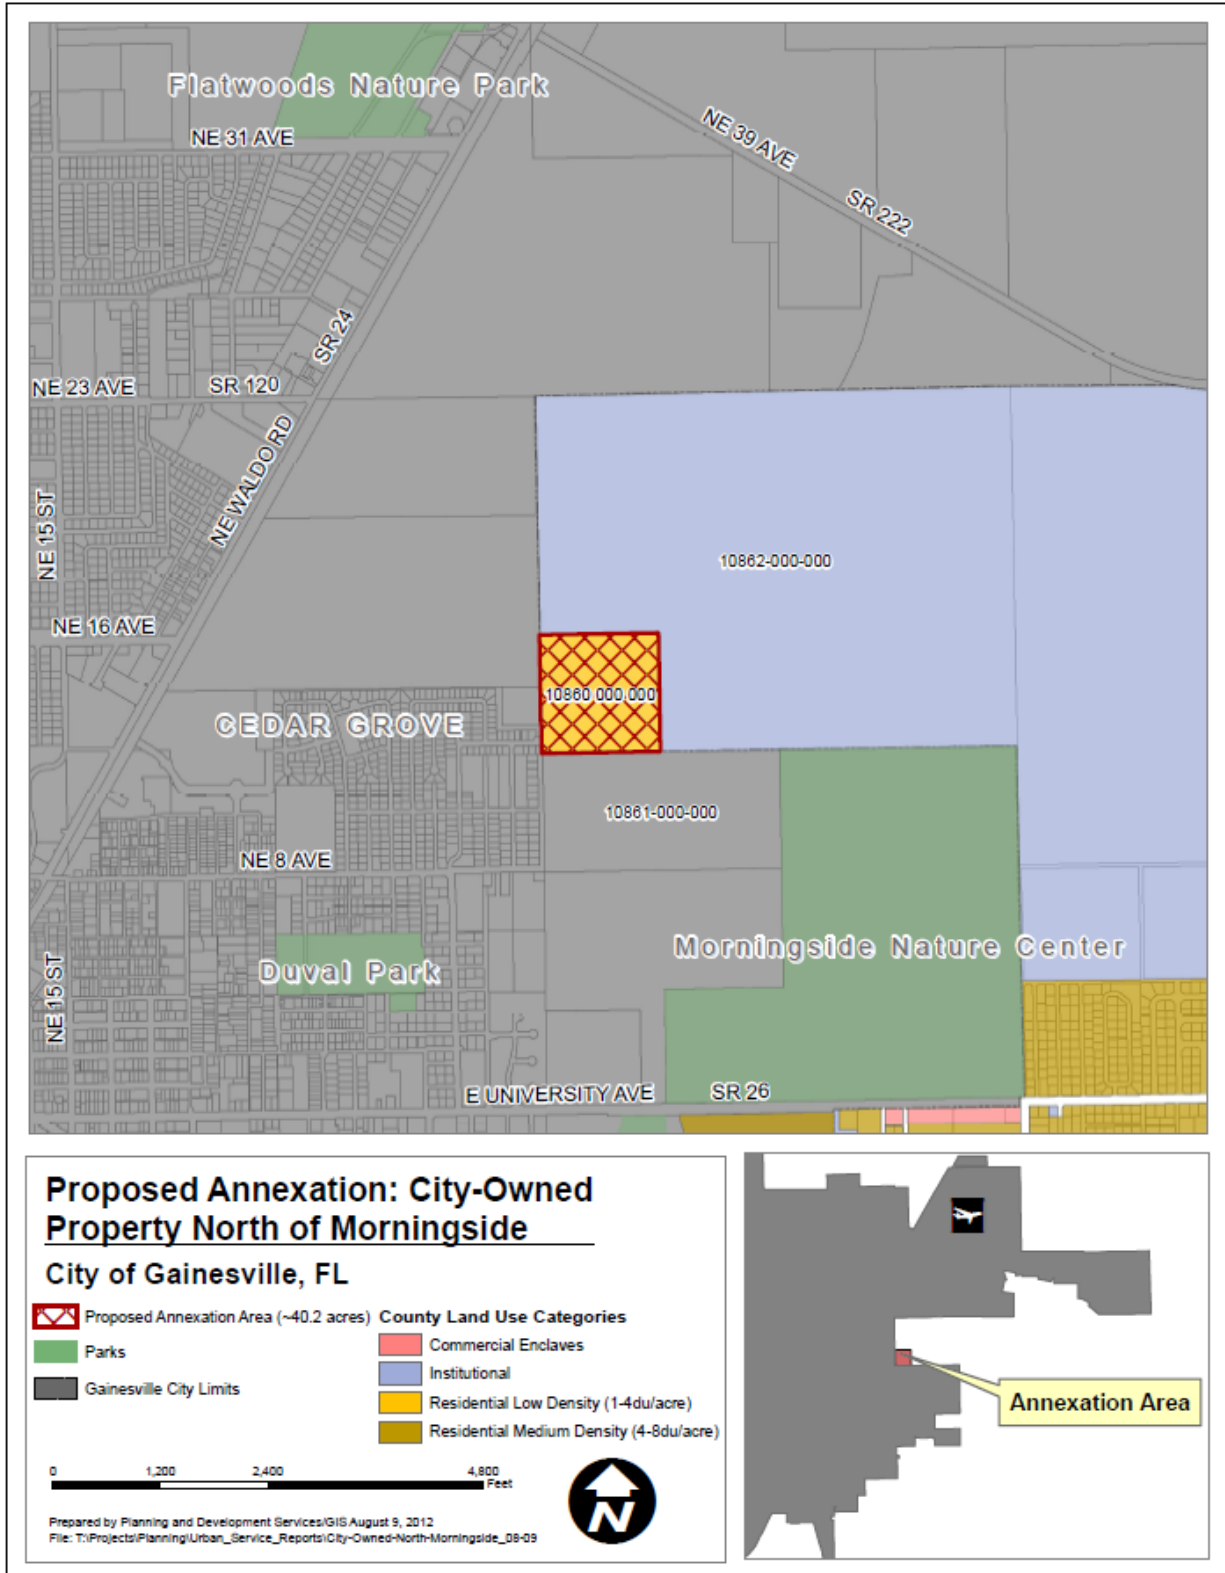 Flatwoods Nature Park
NE 31 AVE
NE 39 AVE
SR 222
SR 24
NE 23 AVE
SR 120
NE WALDO RD
NE 15 ST
10862-000-000
NE 16 AVE
10860 000 000
CEDAR GROVE
10861-000-000
NE 8 AVE
Morningside Nature Center
Duval Park
NE 15 ST
E UNIVERSITY AVE
SR 26
Proposed Annexation: City-Owned
Property North of Morningside
City of Gainesville, FL
Proposed Annexation Area (~40.2 acres)
Parks
Gainesville City Limits
County Land Use Categories
Commercial Enclaves
Institutional
Residential Low Density (1-4du/acre)
Residential Medium Density (4-8du/acre)
0 1,200 2,400 4,800
Feet
N
Prepared by Planning and Development Services/GIS August 9, 2012
File: T:\Projects\Planning\Urban_Service_Reports\City-Owned-North-Morningside_08-09
Annexation Area